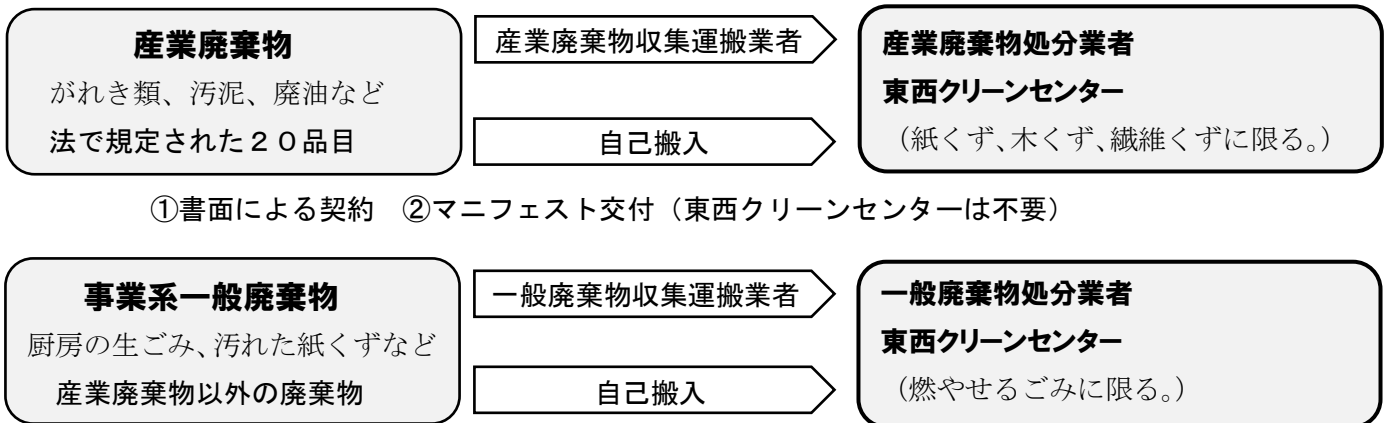 産業廃棄物
がれき類、汚泥、廃油など
法で規定された２０品目
産業廃棄物収集運搬業者
自己搬入
産業廃棄物処分業者
東西クリーンセンター
（紙くず、木くず、繊維くずに限る。）
①書面による契約　②マニフェスト交付（東西クリーンセンターは不要）
事業系一般廃棄物
厨房の生ごみ、汚れた紙くずなど
産業廃棄物以外の廃棄物
一般廃棄物収集運搬業者
自己搬入
一般廃棄物処分業者
東西クリーンセンター
（燃やせるごみに限る。）